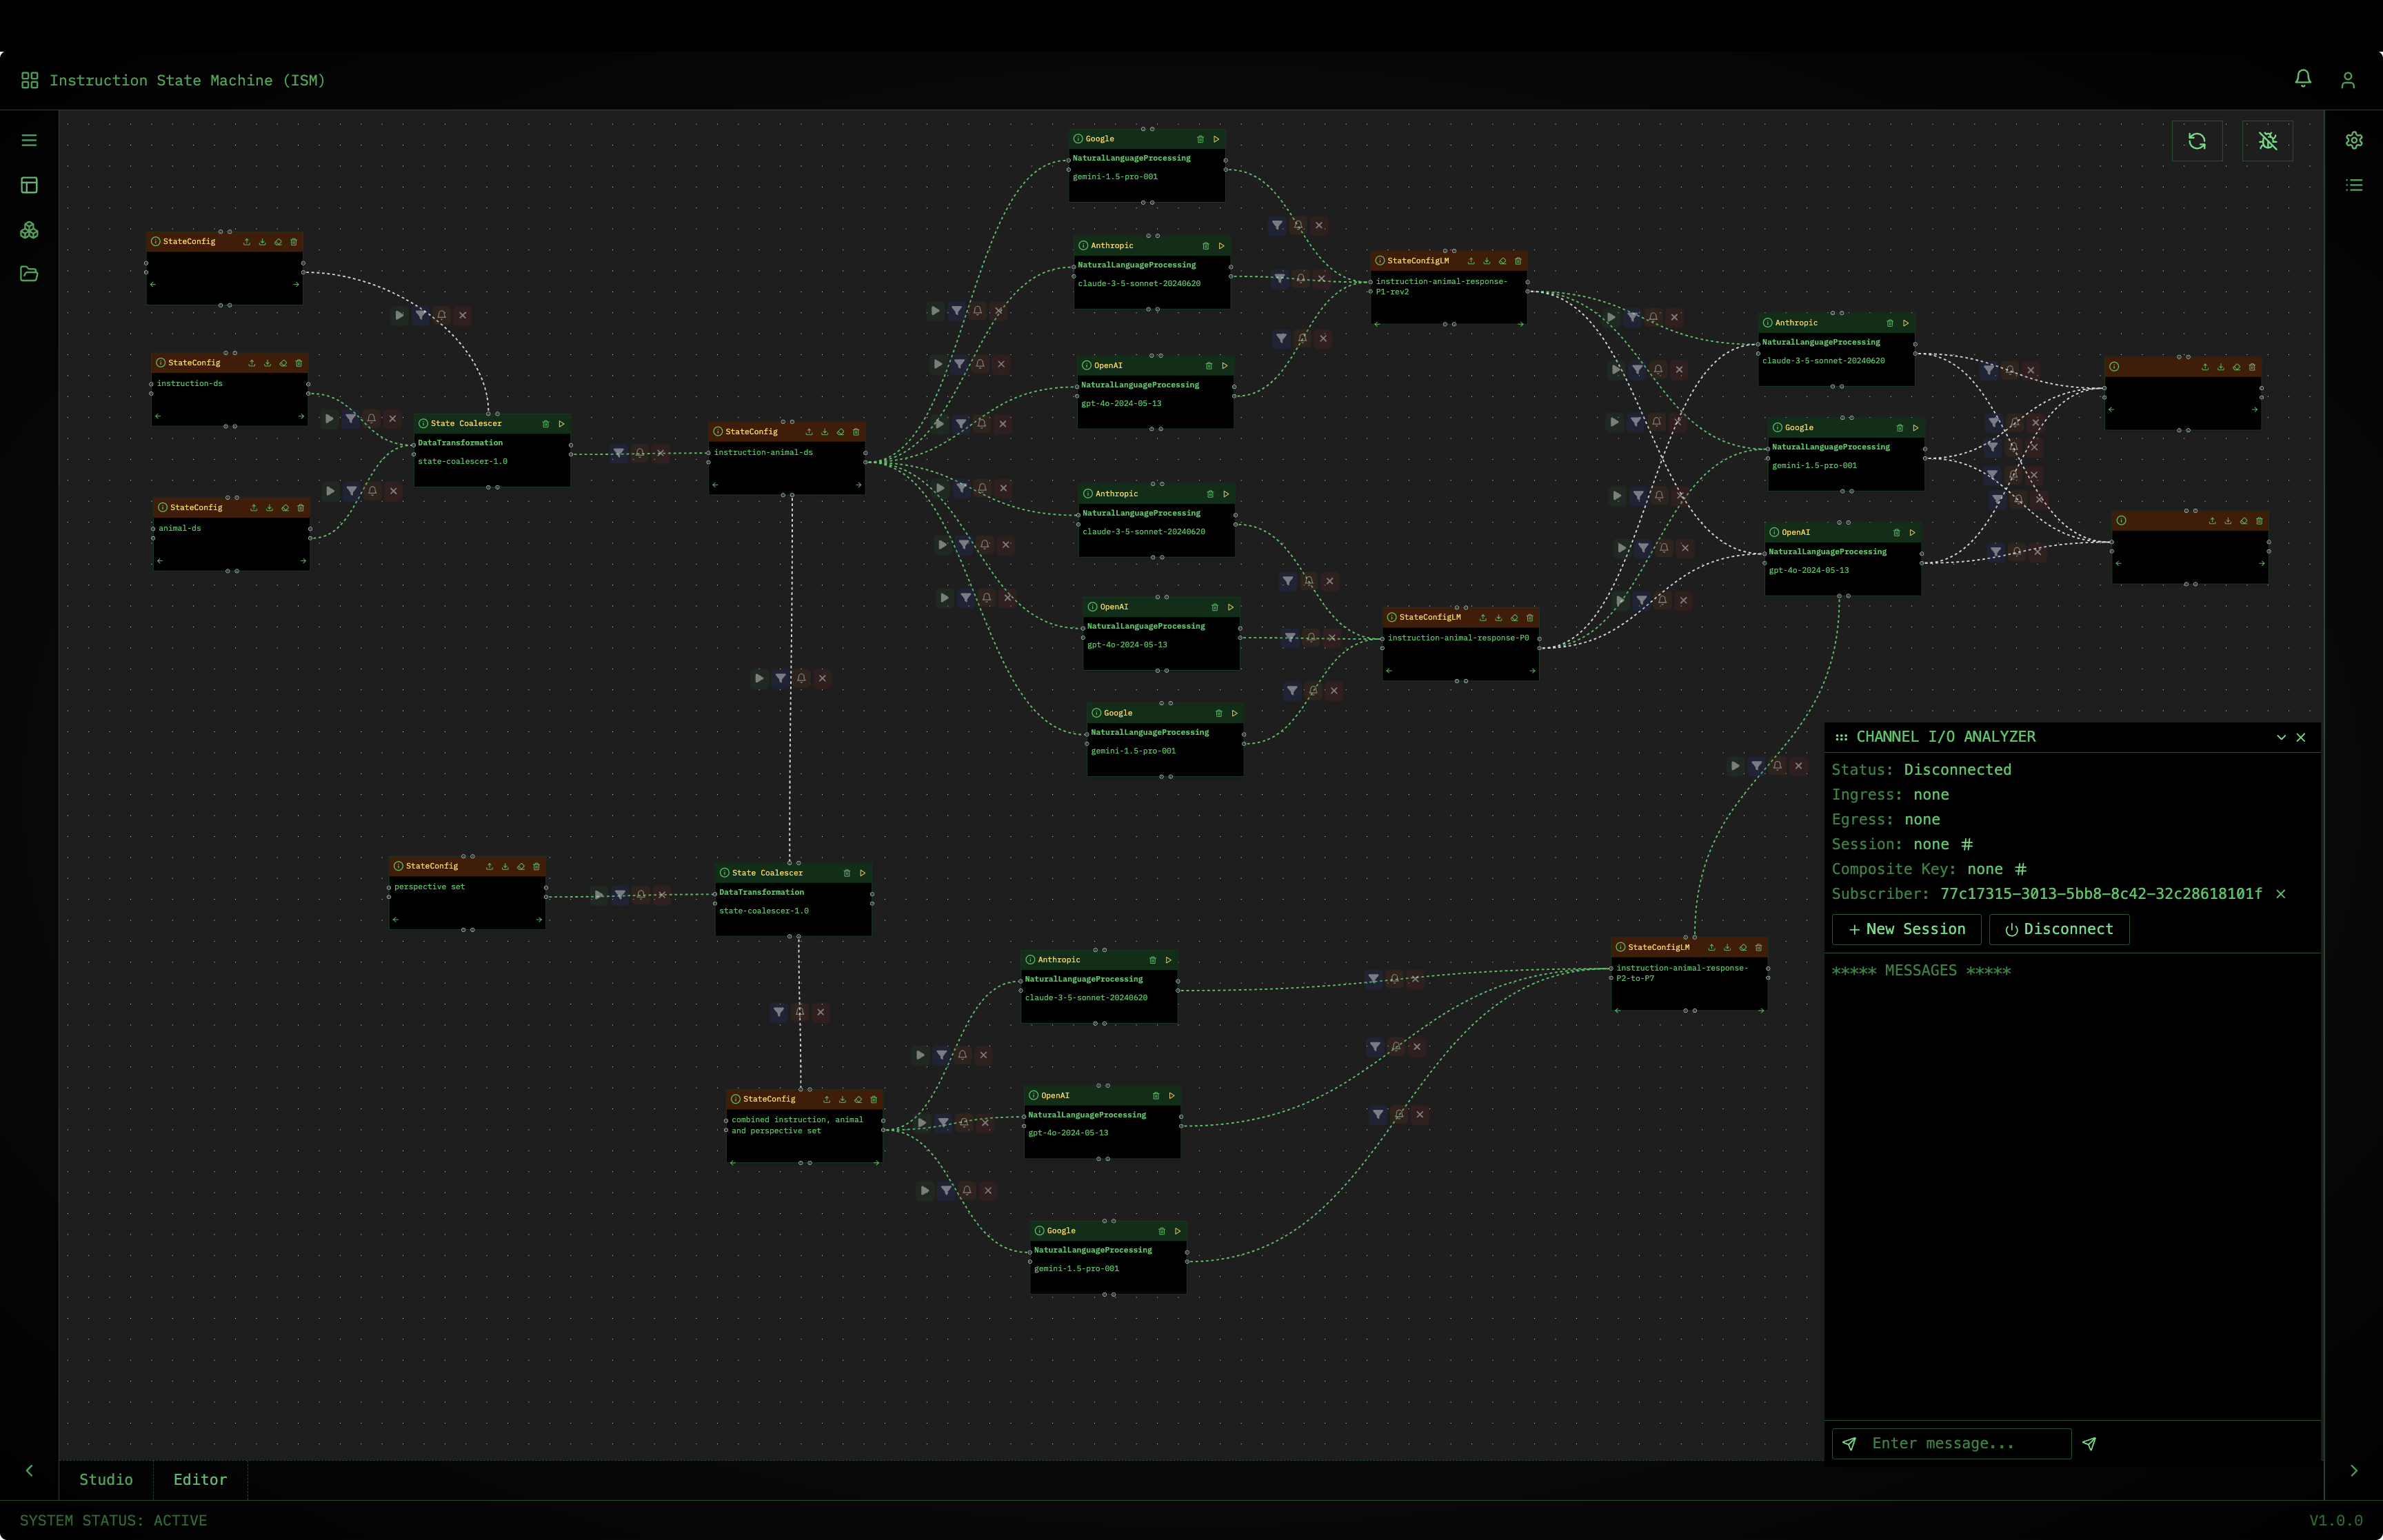 Instruction State Machine (ISM)
Google
NaturalLanguageProcessing
gemini-1.5-pro-001
StateConfig
Anthropic
NaturalLanguageProcessing
claude-3-5-sonnet-20240620
StateConfigLM
instruction-animal-response-
P1-rev2
Anthropic
NaturalLanguageProcessing
claude-3-5-sonnet-20240620
StateConfig
instruction-ds
OpenAI
NaturalLanguageProcessing
gpt-4o-2024-05-13
State Coalescer
DataTransformation
state-coalescer-1.0
StateConfig
instruction-animal-ds
Google
NaturalLanguageProcessing
gemini-1.5-pro-001
StateConfig
animal-ds
Anthropic
NaturalLanguageProcessing
claude-3-5-sonnet-20240620
OpenAI
NaturalLanguageProcessing
gpt-4o-2024-05-13
OpenAI
NaturalLanguageProcessing
gpt-4o-2024-05-13
StateConfigLM
instruction-animal-response-P0
Google
NaturalLanguageProcessing
gemini-1.5-pro-001
StateConfig
perspective set
State Coalescer
DataTransformation
state-coalescer-1.0
Anthropic
NaturalLanguageProcessing
claude-3-5-sonnet-20240620
StateConfigLM
instruction-animal-response-
P2-to-P7
StateConfig
combined instruction, animal
and perspective set
OpenAI
NaturalLanguageProcessing
gpt-4o-2024-05-13
Google
NaturalLanguageProcessing
gemini-1.5-pro-001
CHANNEL I/O ANALYZER
Status: Disconnected
Ingress: none
Egress: none
Session: none #
Composite Key: none #
Subscriber: 77c17315-3013-5bb8-8c42-32c28618101f
New Session
Disconnect
***** MESSAGES *****
Enter message...
Studio
Editor
SYSTEM STATUS: ACTIVE
V1.0.0